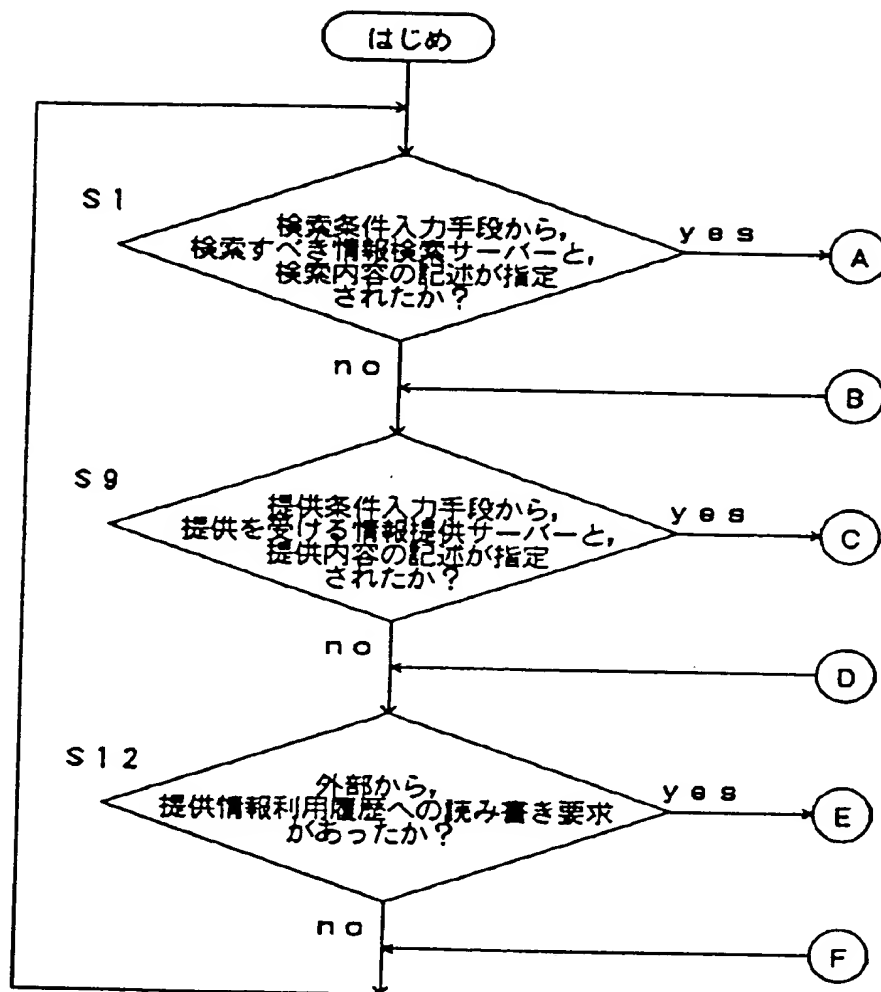 はじめ
S1
検索条件入力手段から,
検索すべき情報検索サーバーと,
検索内容の記述が指定
されたか？
yes
A
no
B
S9
提供条件入力手段から,
提供を受ける情報提供サーバーと,
提供内容の記述が指定
されたか？
yes
C
no
D
S12
外部から,
提供情報利用履歴への読み書き要求
があったか？
yes
E
no
F